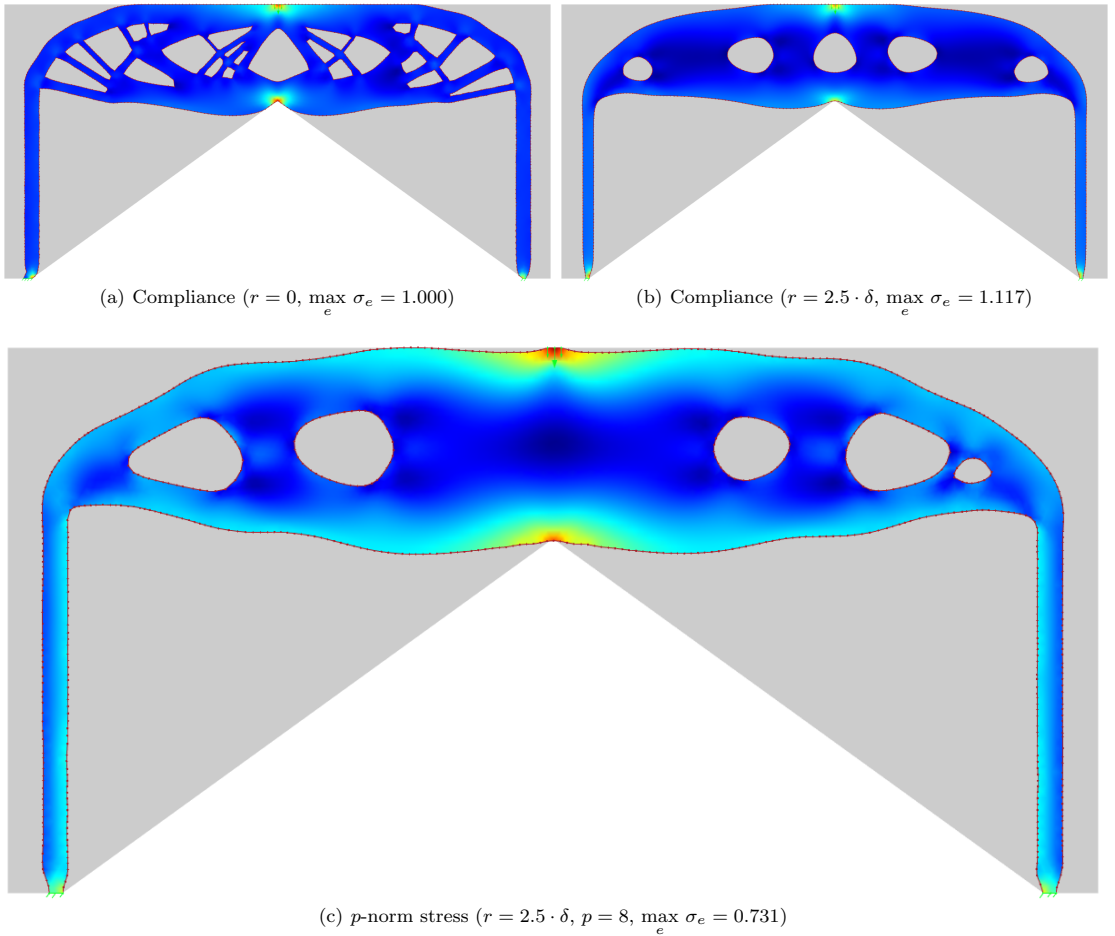 (a) Compliance (r = 0, max_e σ_e = 1.000)
(b) Compliance (r = 2.5 · δ, max_e σ_e = 1.117)
(c) p-norm stress (r = 2.5 · δ, p = 8, max_e σ_e = 0.731)